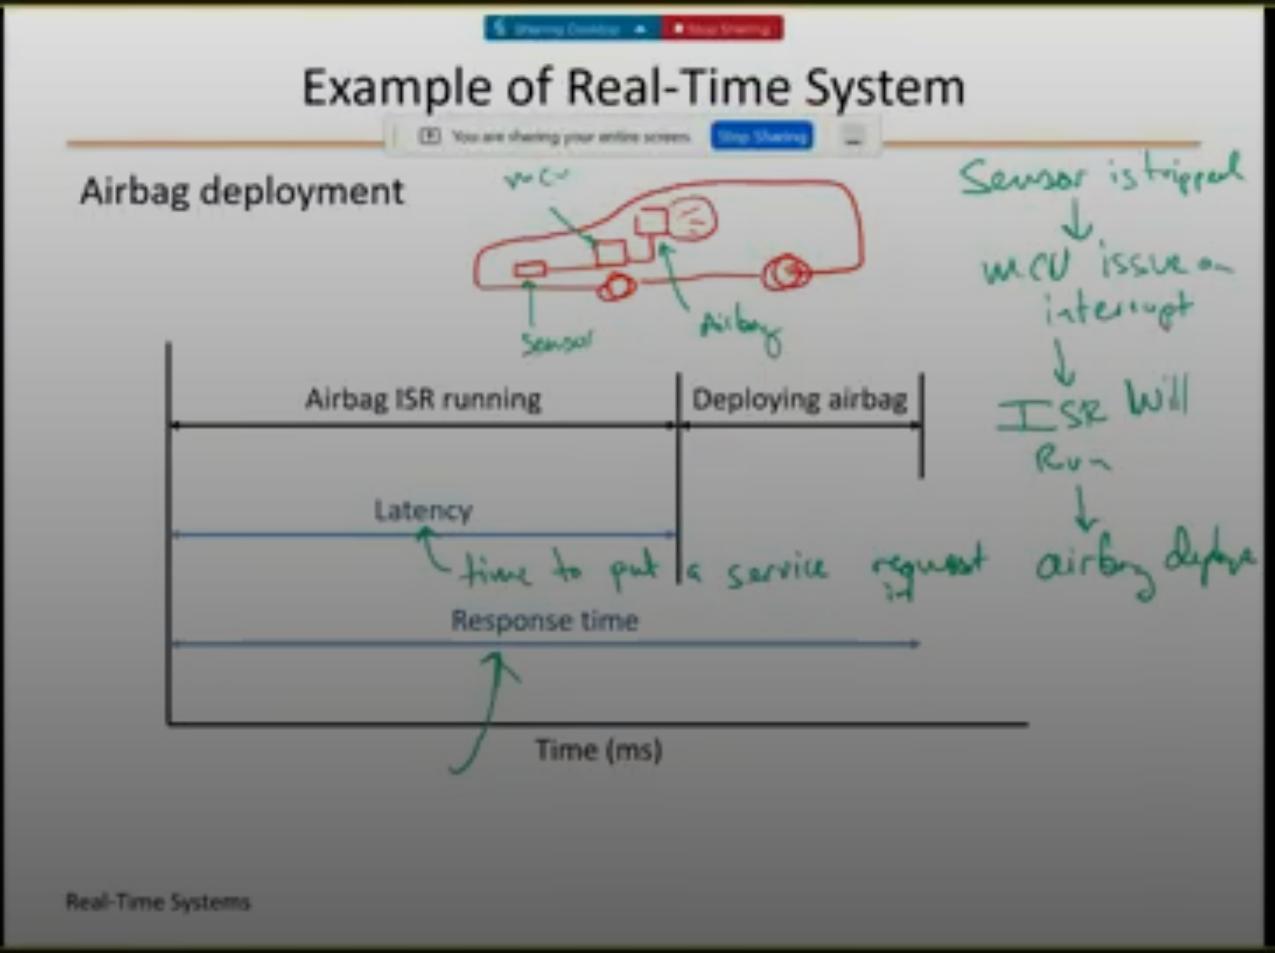 Sharing Desktop
Stop Sharing
Example of Real-Time System
You are sharing your entire screen
Stop Sharing
Airbag deployment
MCU
Sensor
Airbag
Sensor is tripped
MCU issue an
interrupt
ISR Will
Run
airbag deploye
Airbag ISR running
Deploying airbag
Latency
time to put a service request
in
Response time
Time (ms)
Real-Time Systems